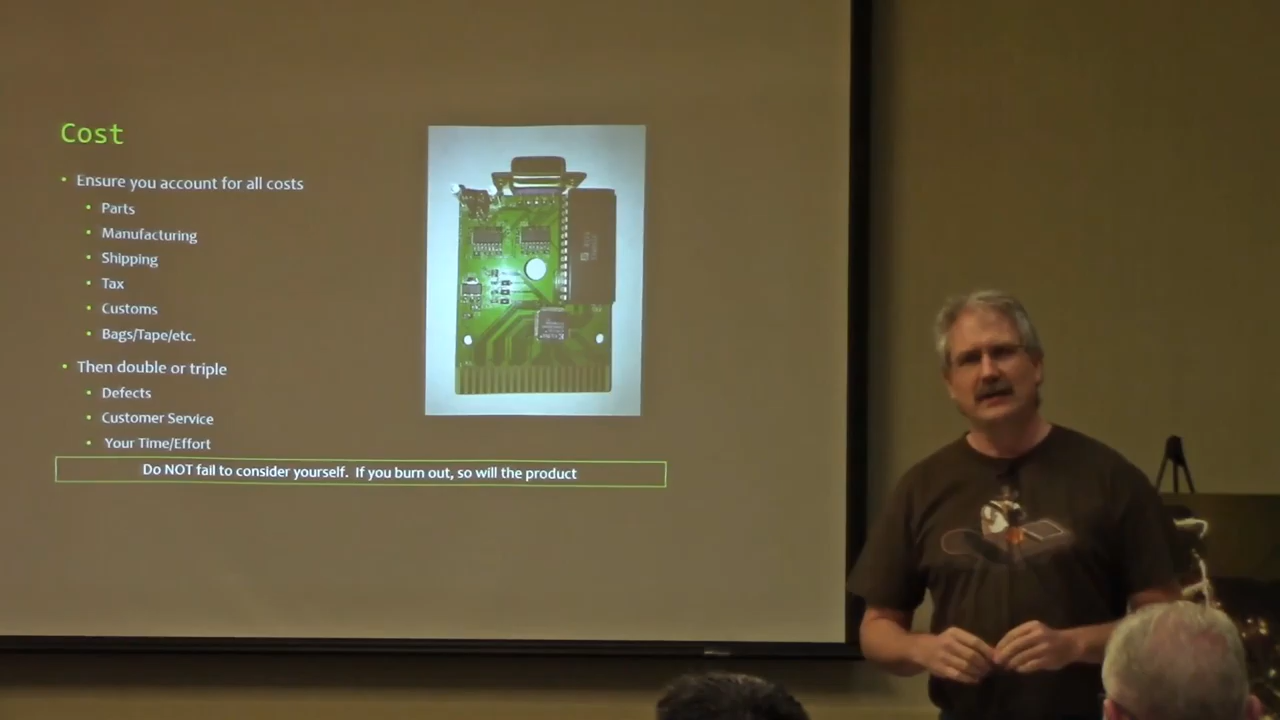 Cost
Ensure you account for all costs
Parts
Manufacturing
Shipping
Tax
Customs
Bags/Tape/etc.
Then double or triple
Defects
Customer Service
Your Time/Effort
Do NOT fail to consider yourself. If you burn out, so will the product